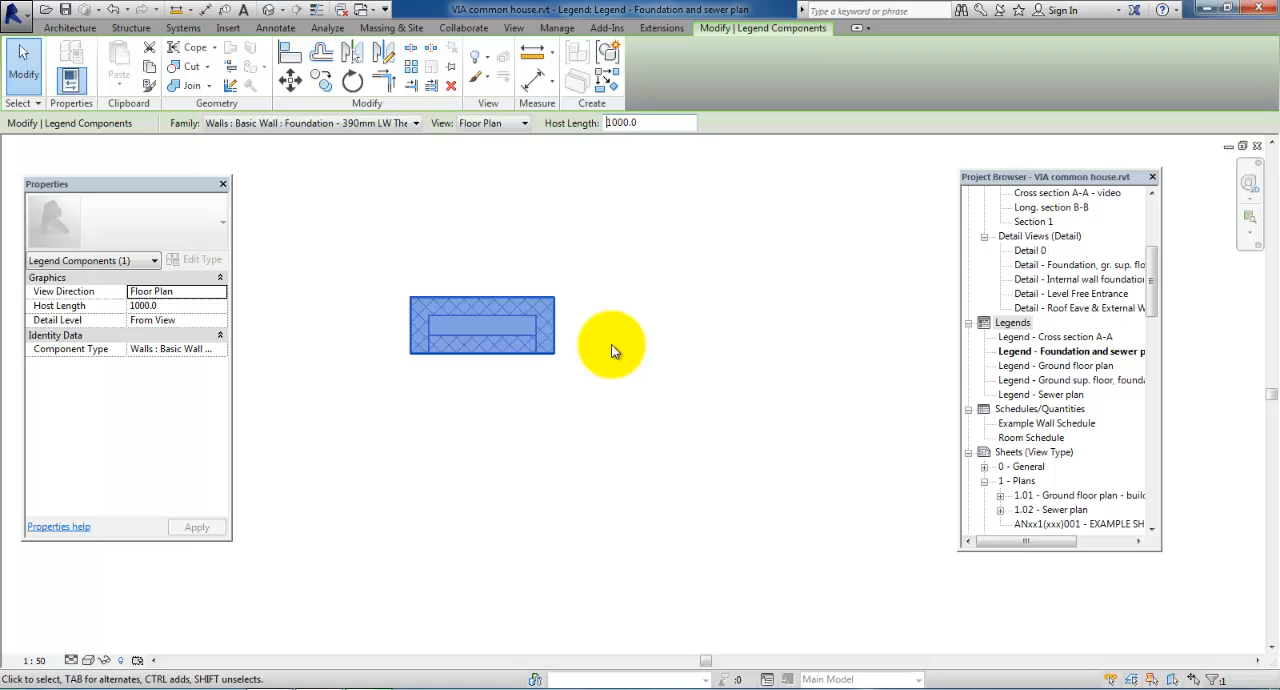 VIA common house.rvt - Legend: Legend - Foundation and sewer plan
Type a keyword or phrase
Sign In
Architecture Structure Systems Insert Annotate Analyze Massing & Site Collaborate View Manage Add-Ins Extensions Modify | Legend Components
Modify
Paste
Cope
Cut
Join
Select Properties Clipboard Geometry Modify View Measure Create
Modify | Legend Components Family: Walls : Basic Wall : Foundation - 390mm LW The View: Floor Plan Host Length: 1000.0
Properties
Legend Components (1) Edit Type
Graphics
View Direction Floor Plan
Host Length 1000.0
Detail Level From View
Identity Data
Component Type Walls : Basic Wall ...
Properties help Apply
Project Browser - VIA common house.rvt
Cross section A-A - video
Long. section B-B
Section 1
Detail Views (Detail)
Detail 0
Detail - Foundation, gr. sup. flo
Detail - Internal wall foundation
Detail - Level Free Entrance
Detail - Roof Eave & External W
Legends
Legend - Cross section A-A
Legend - Foundation and sewer p
Legend - Ground floor plan
Legend - Ground sup. floor, founda
Legend - Sewer plan
Schedules/Quantities
Example Wall Schedule
Room Schedule
Sheets (View Type)
0 - General
1 - Plans
1.01 - Ground floor plan - build
1.02 - Sewer plan
ANxx1(xxx)001 - EXAMPLE SH
1 : 50
Click to select, TAB for alternates, CTRL adds, SHIFT unselects. :0 Main Model :1